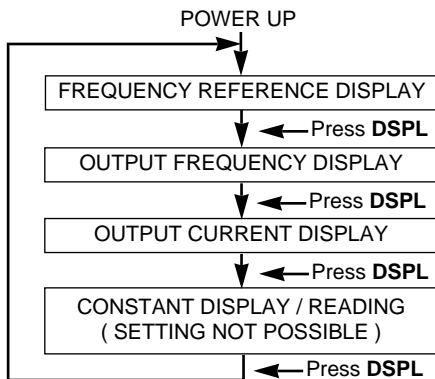 POWER UP
FREQUENCY REFERENCE DISPLAY
Press DSPL
OUTPUT FREQUENCY DISPLAY
Press DSPL
OUTPUT CURRENT DISPLAY
Press DSPL
CONSTANT DISPLAY / READING
( SETTING NOT POSSIBLE )
Press DSPL